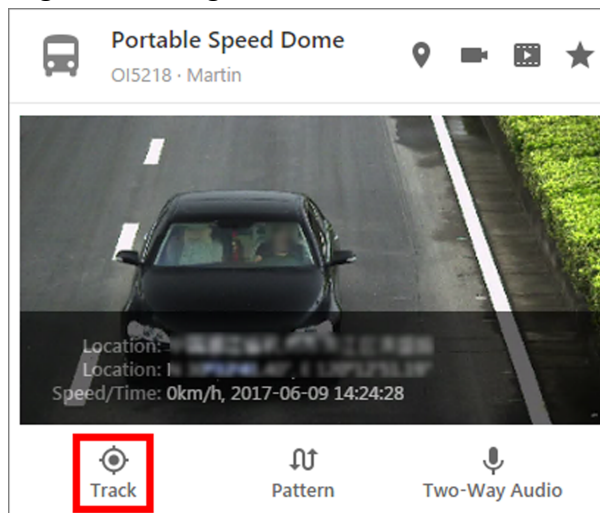 Portable Speed Dome
OI5218 · Martin
Location:
Location:
Speed/Time: 0km/h, 2017-06-09 14:24:28
Track
Pattern
Two-Way Audio